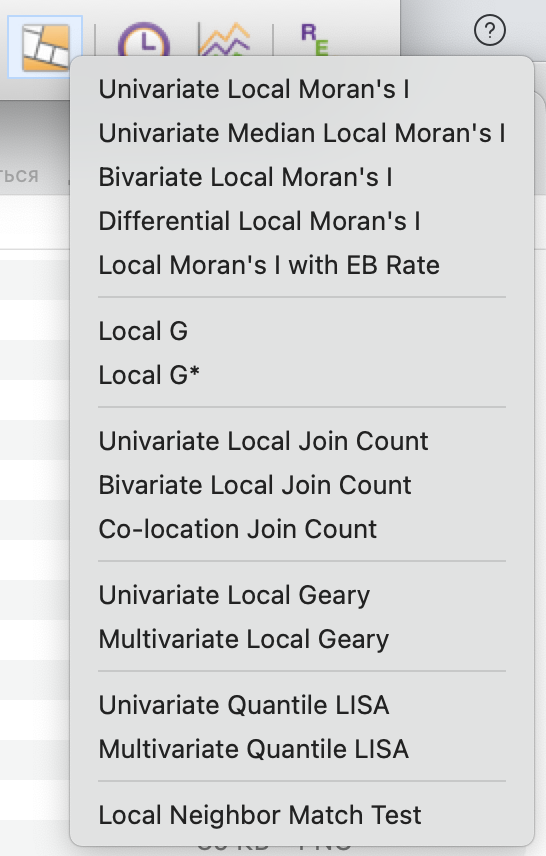 RE
?
ться
Univariate Local Moran's I
Univariate Median Local Moran's I
Bivariate Local Moran's I
Differential Local Moran's I
Local Moran's I with EB Rate
Local G
Local G*
Univariate Local Join Count
Bivariate Local Join Count
Co-location Join Count
Univariate Local Geary
Multivariate Local Geary
Univariate Quantile LISA
Multivariate Quantile LISA
Local Neighbor Match Test